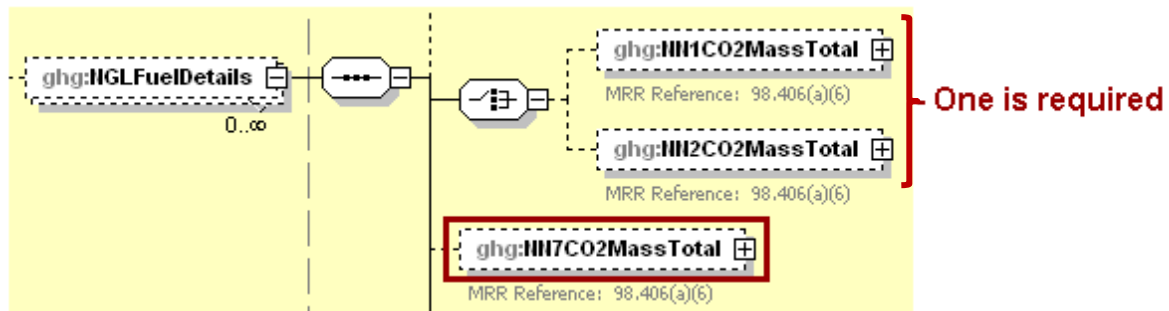 ghg:NN1CO2MassTotal
ghg:NGLFuelDetails
MRR Reference: 98.406(a)(6)
One is required
0..∞
ghg:NN2CO2MassTotal
MRR Reference: 98.406(a)(6)
ghg:NN7CO2MassTotal
MRR Reference: 98.406(a)(6)